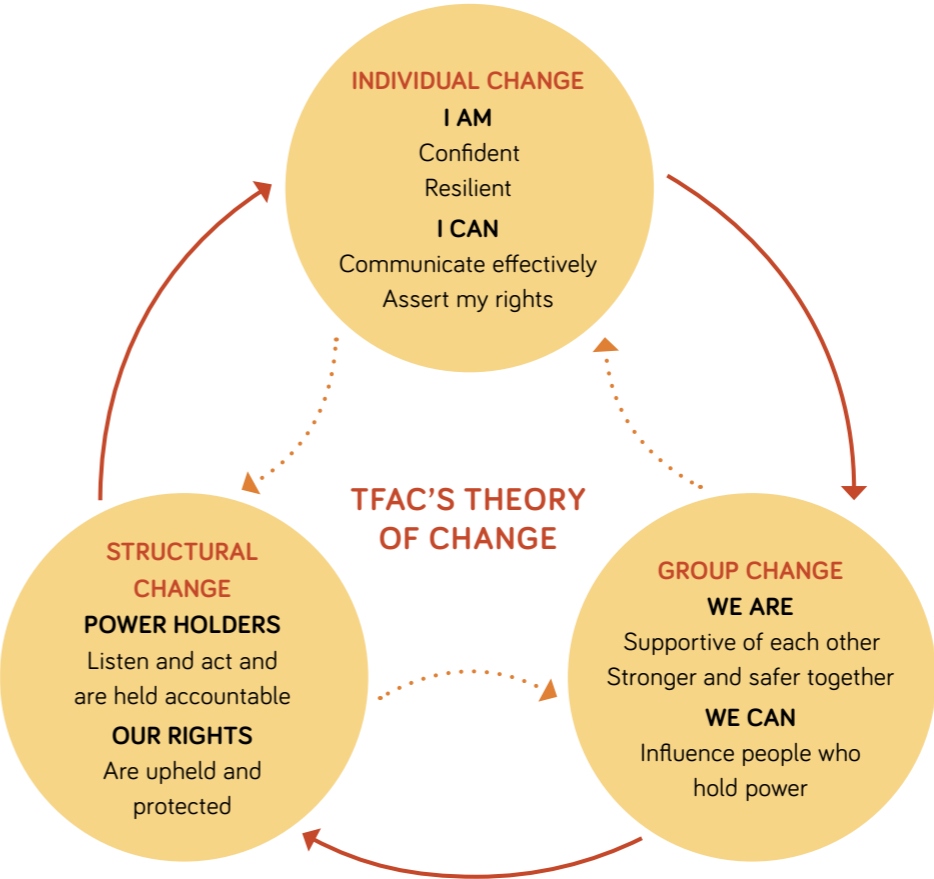 INDIVIDUAL CHANGE
I AM
Confident
Resilient
I CAN
Communicate effectively
Assert my rights
TFAC'S THEORY
OF CHANGE
STRUCTURAL
CHANGE
POWER HOLDERS
Listen and act and
are held accountable
OUR RIGHTS
Are upheld and
protected
GROUP CHANGE
WE ARE
Supportive of each other
Stronger and safer together
WE CAN
Influence people who
hold power